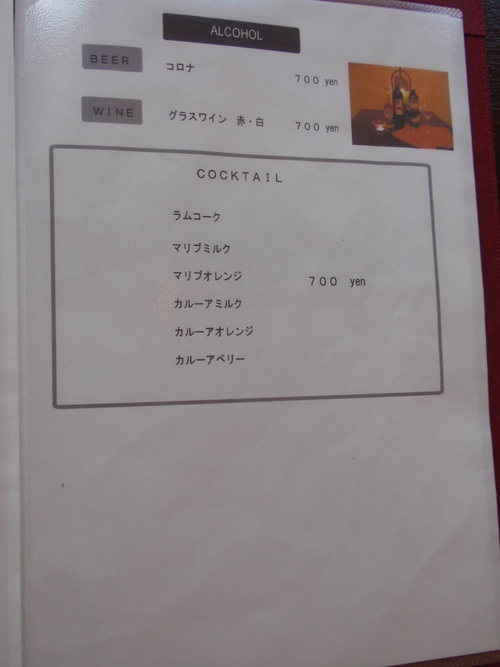 ALCOHOL
BEER
コロナ
700 yen
WINE
グラスワイン 赤・白
700 yen
COCKTAIL
ラムコーク
マリブミルク
マリブオレンジ
700 yen
カルーアミルク
カルーアオレンジ
カルーアベリー